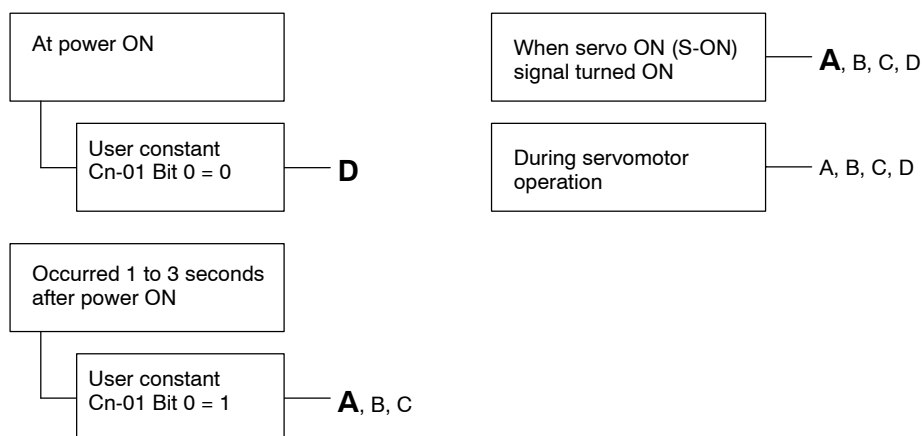 At power ON
User constant
Cn-01 Bit 0 = 0
D
Occurred 1 to 3 seconds
after power ON
User constant
Cn-01 Bit 0 = 1
A, B, C
When servo ON (S-ON)
signal turned ON
A, B, C, D
During servomotor
operation
A, B, C, D